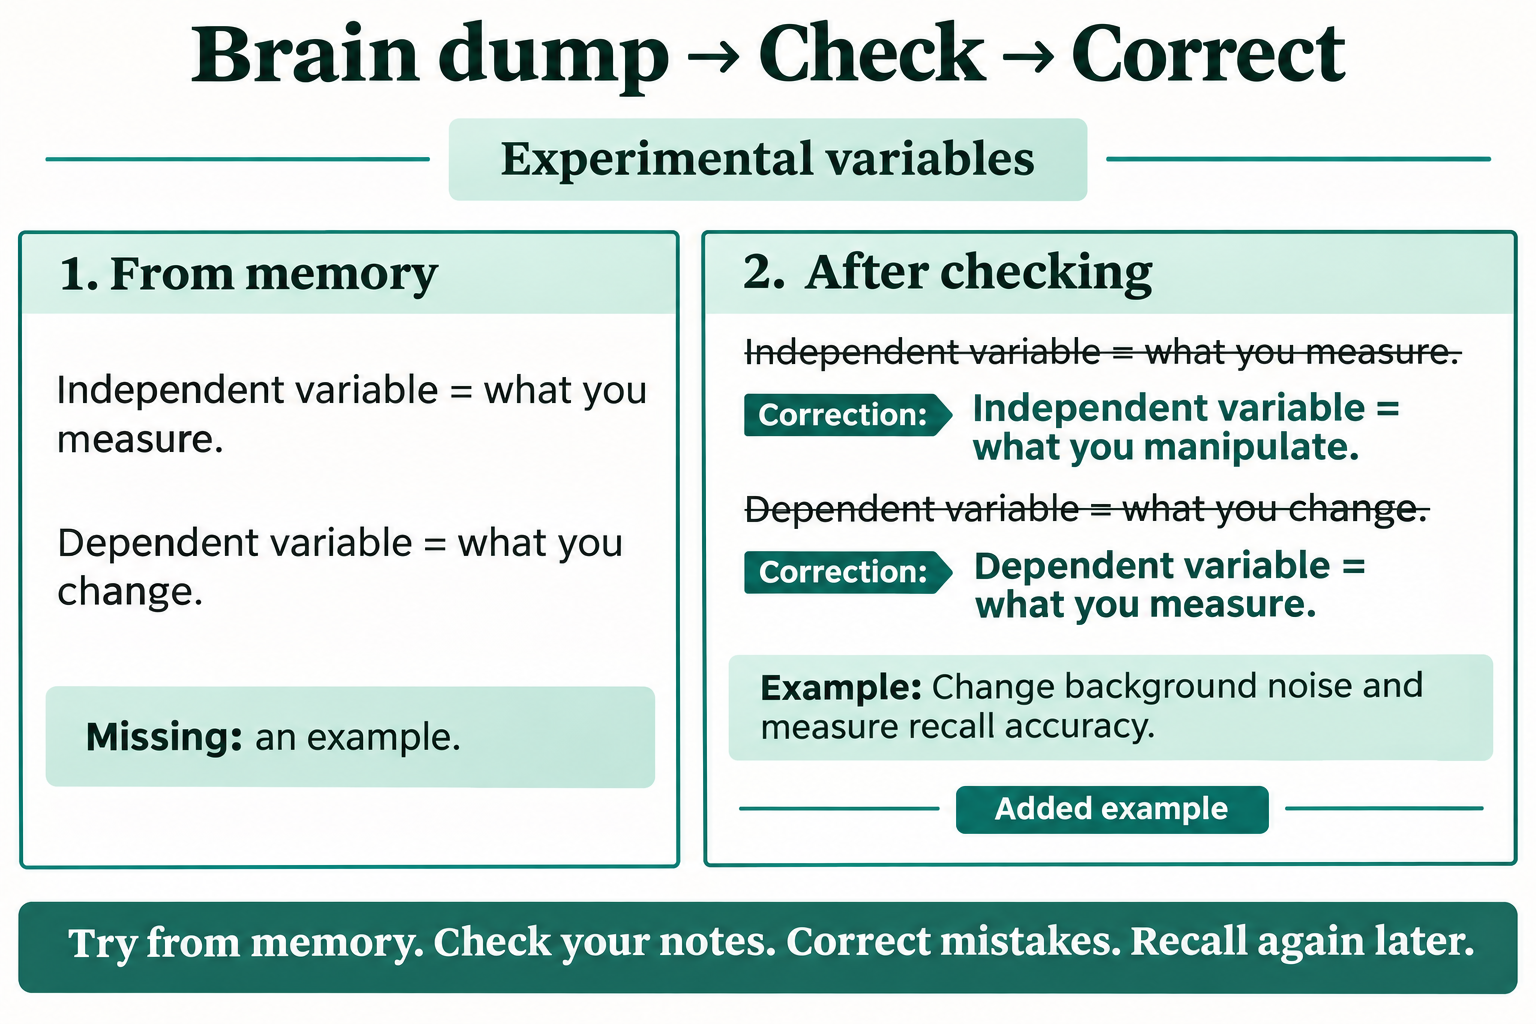 Brain dump → Check → Correct
Experimental variables
1. From memory
Independent variable = what you
measure.
Dependent variable = what you
change.
Missing: an example.
2. After checking
Independent variable = what you measure.
Correction: Independent variable =
what you manipulate.
Dependent variable = what you change.
Correction: Dependent variable =
what you measure.
Example: Change background noise and
measure recall accuracy.
Added example
Try from memory. Check your notes. Correct mistakes. Recall again later.